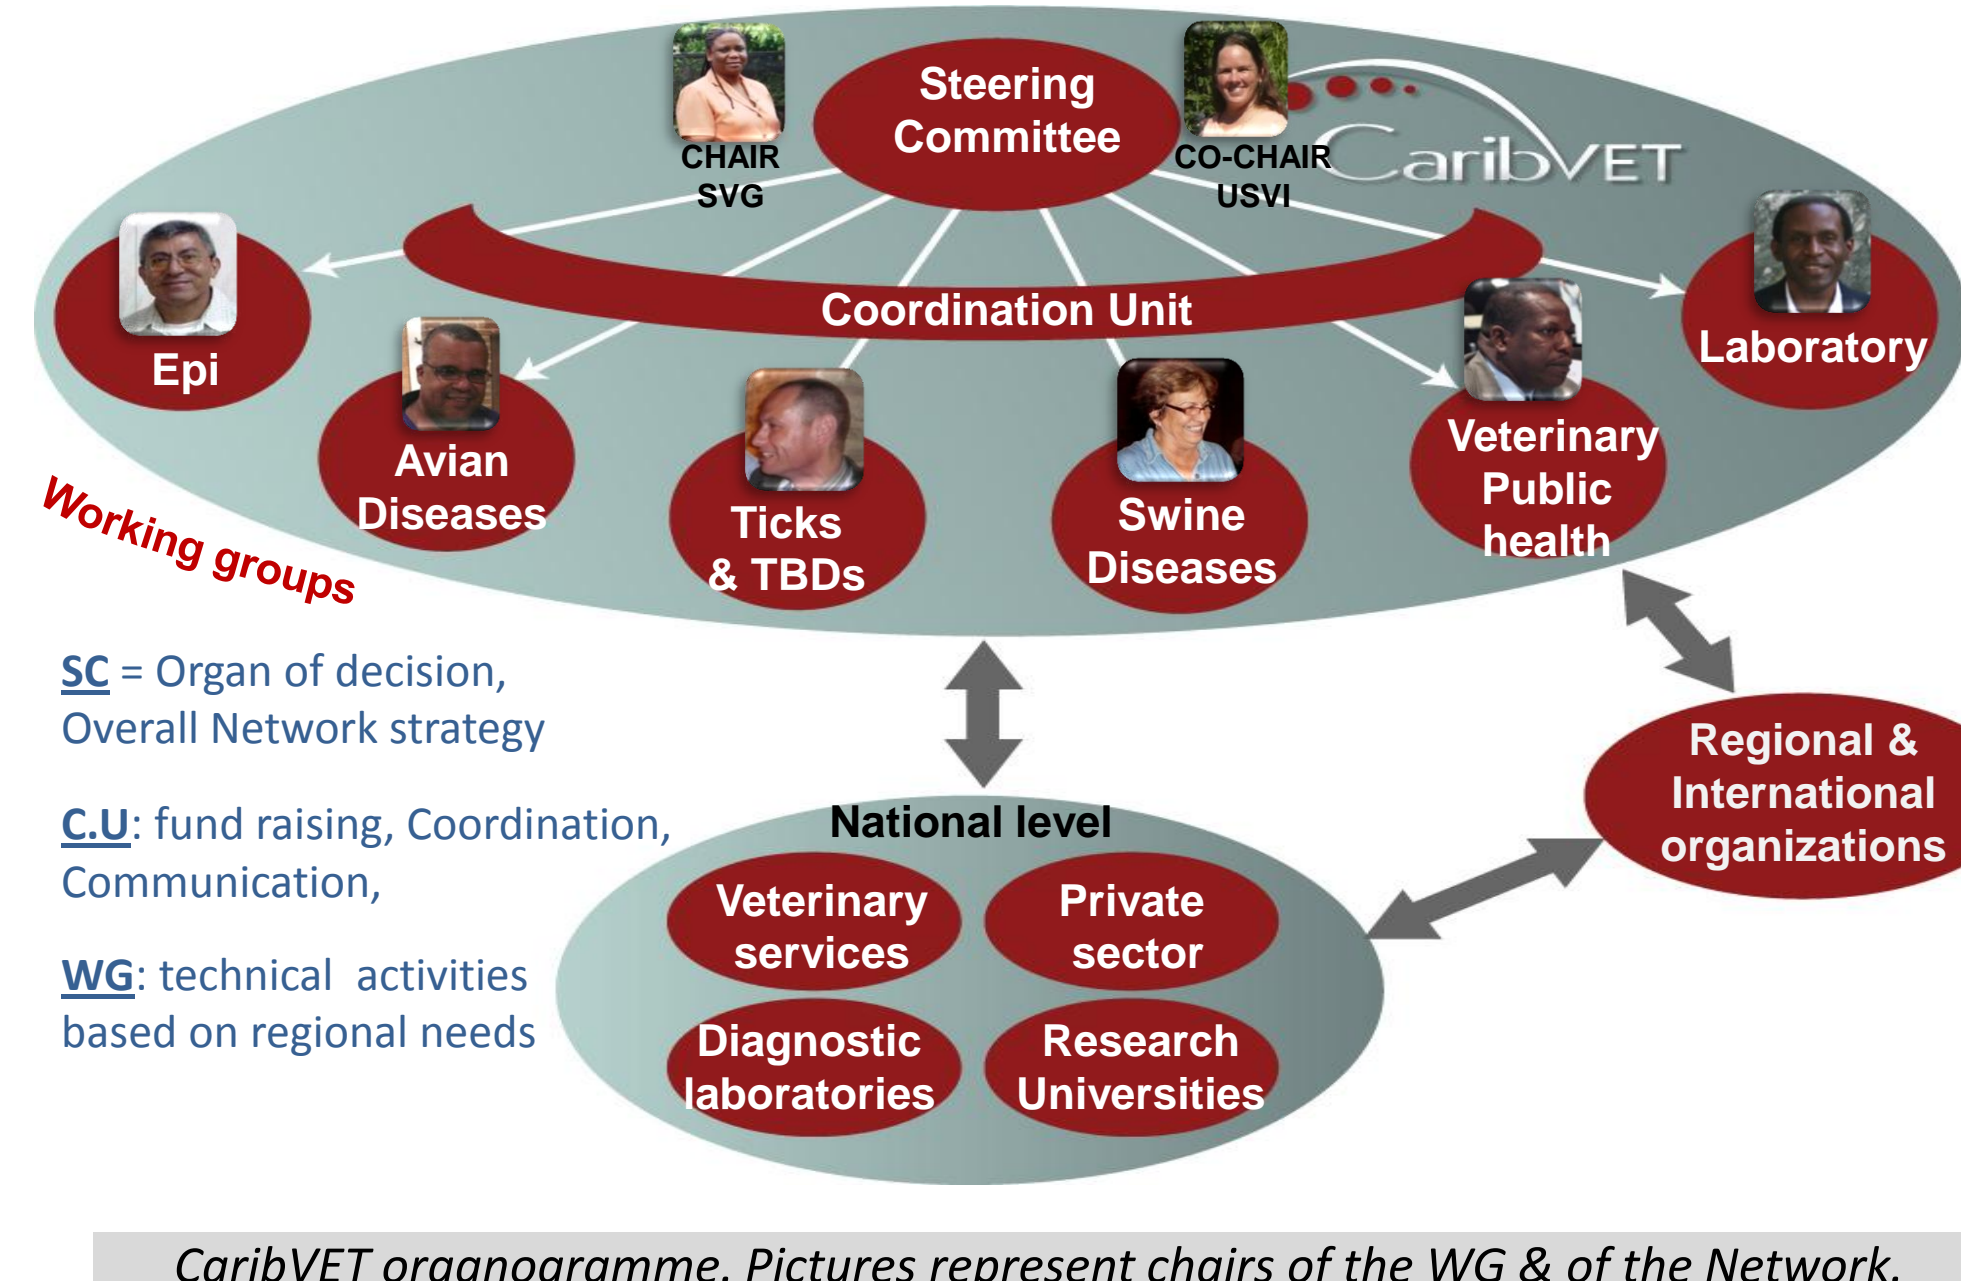 Steering
Committee
CHAIR
SVG
CO-CHAIR
USVI
CaribVET
Coordination Unit
Epi
Avian
Diseases
Ticks
& TBDs
Swine
Diseases
Veterinary
Public
health
Laboratory
Working groups
SC = Organ of decision,
Overall Network strategy
C.U: fund raising, Coordination,
Communication,
WG: technical activities
based on regional needs
National level
Veterinary
services
Private
sector
Diagnostic
laboratories
Research
Universities
Regional &
International
organizations
CaribVET organogramme. Pictures represent chairs of the WG & of the Network.